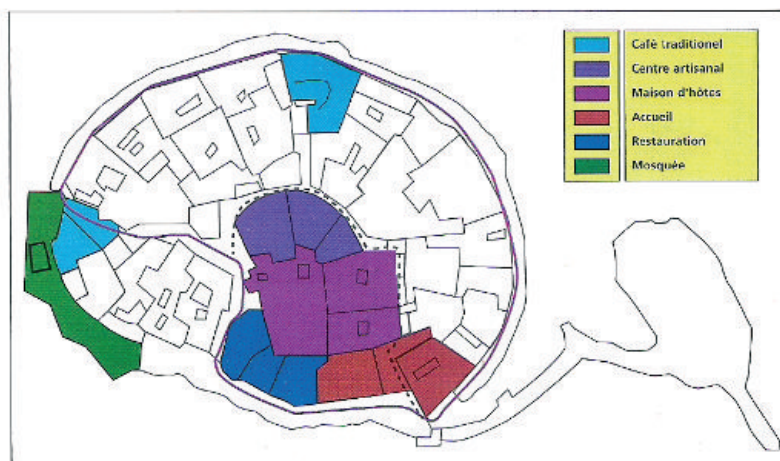 Café traditionel
Centre artisanal
Maison d'hôtes
Accueil
Restauration
Mosquée